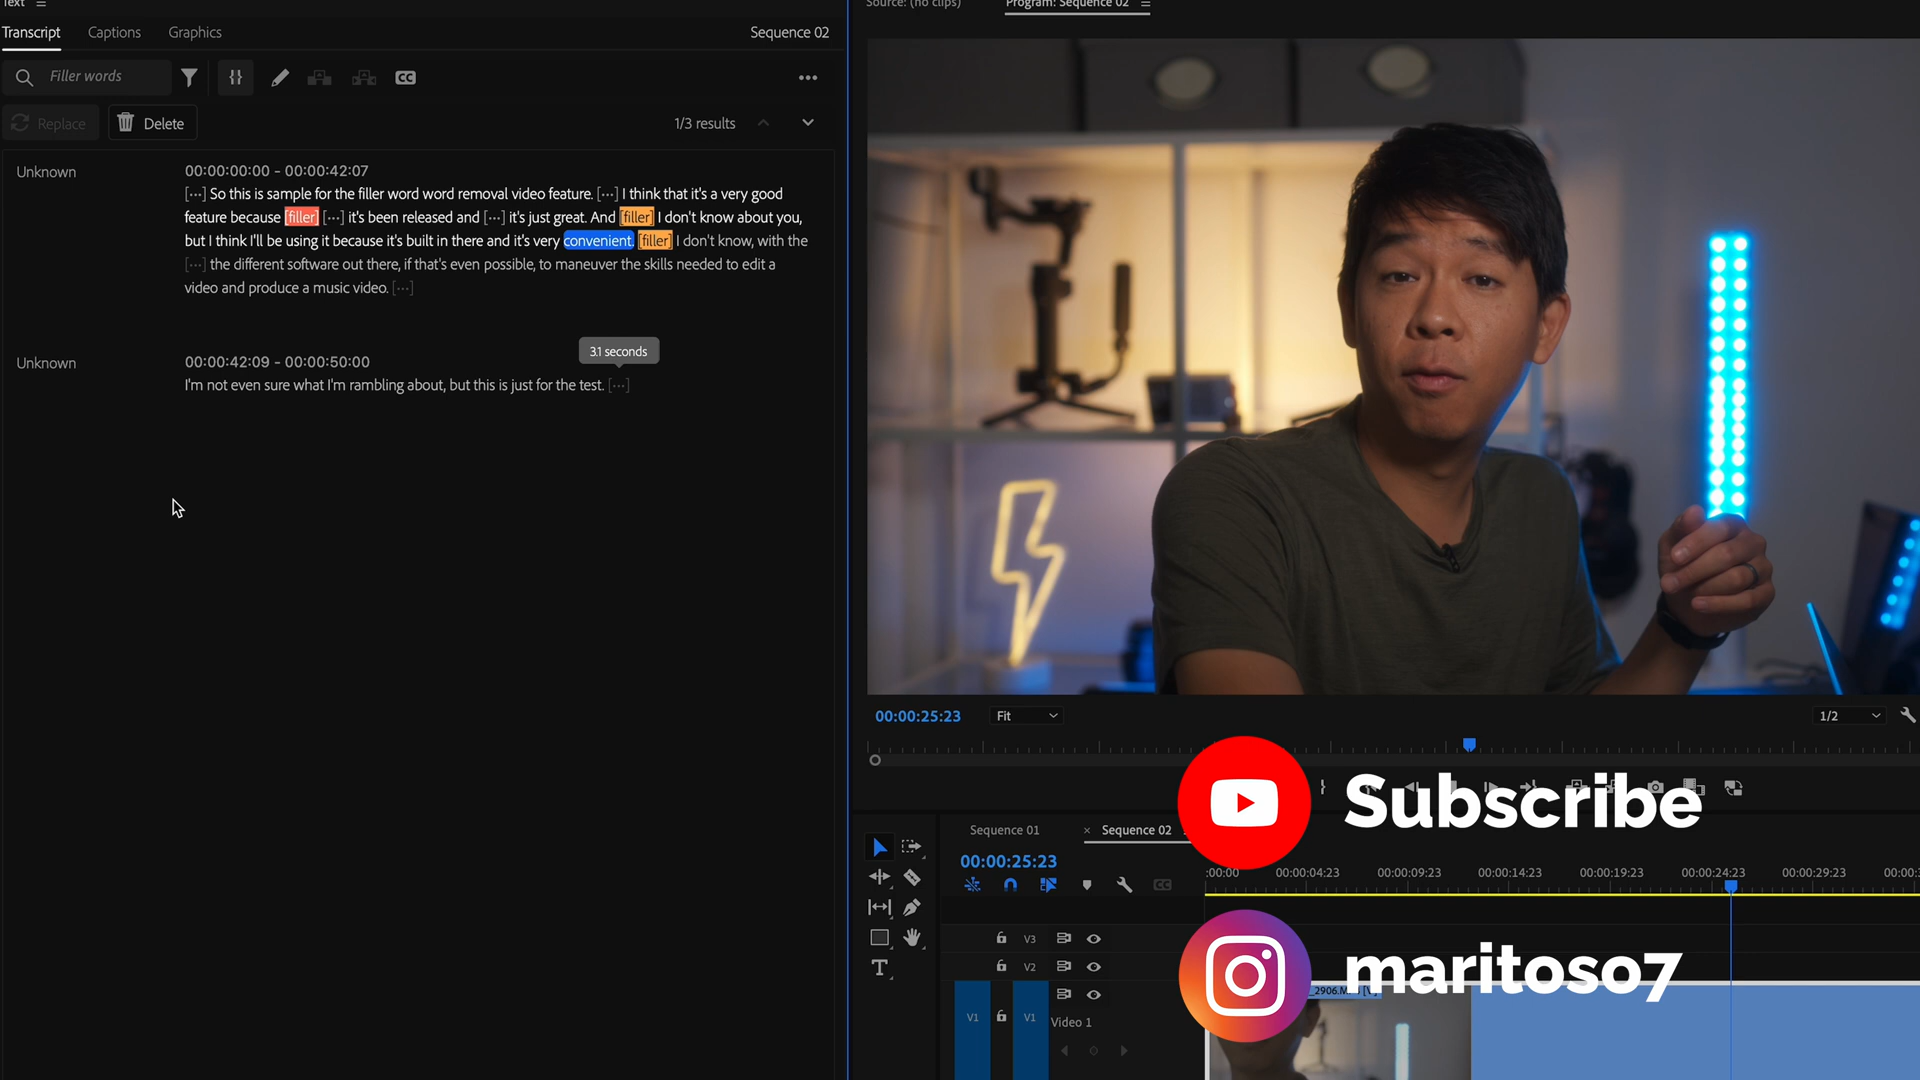 Text
Source: (no clips)
Program: Sequence 02
Transcript
Captions
Graphics
Sequence 02
Filler words
CC
Replace
Delete
1/3 results
Unknown
00:00:00:00 - 00:00:42:07
[...] So this is sample for the filler word word removal video feature. [...] I think that it's a very good
feature because [filler] [...] it's been released and [...] it's just great. And [filler] I don't know about you,
but I think I'll be using it because it's built in there and it's very convenient. [filler] I don't know, with the
[...] the different software out there, if that's even possible, to maneuver the skills needed to edit a
video and produce a music video. [...]
3.1 seconds
Unknown
00:00:42:09 - 00:00:50:00
I'm not even sure what I'm rambling about, but this is just for the test. [...]
00:00:25:23
Fit
1/2
Subscribe
Sequence 01
× Sequence 02
00:00:25:23
CC
:00:00
00:00:04:23
00:00:09:23
00:00:14:23
00:00:19:23
00:00:24:23
00:00:29:23
V3
V2
maritoso7
V1
V1
Video 1